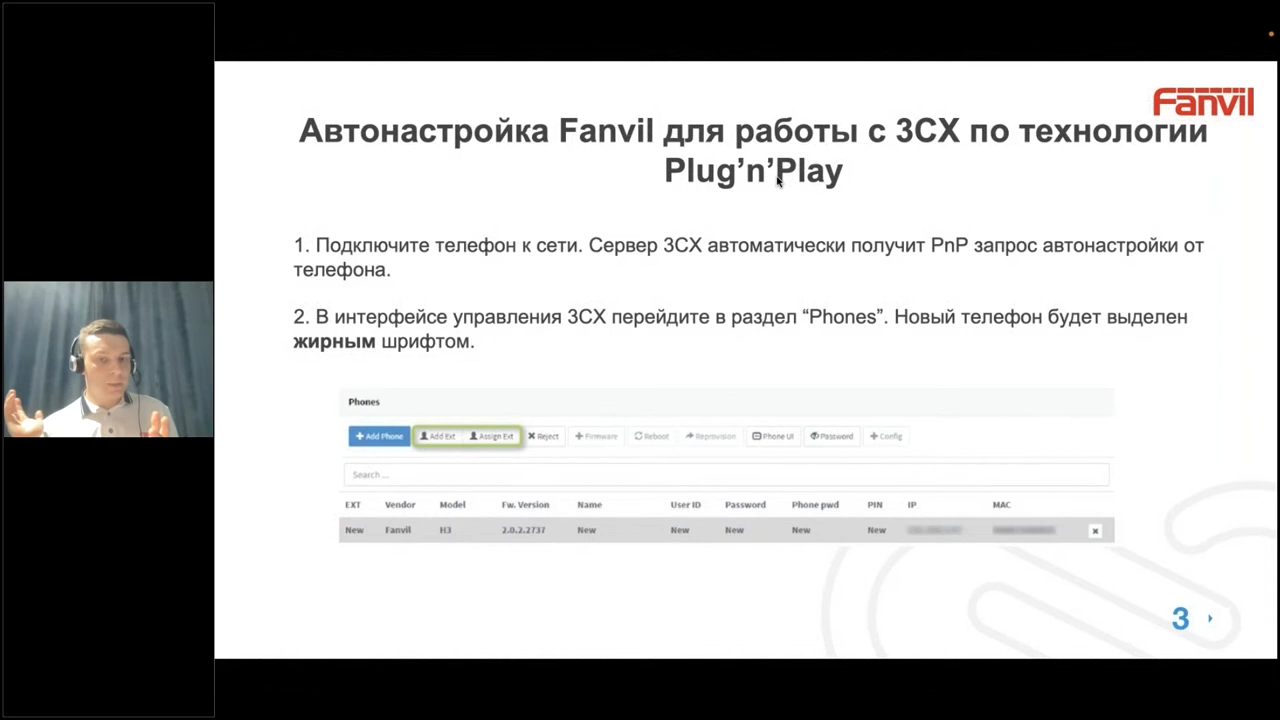 Fanvil
Автонастройка Fanvil для работы с 3CX по технологии
Plug’n’Play
1. Подключите телефон к сети. Сервер 3CX автоматически получит PnP запрос автонастройки от
телефона.
2. В интерфейсе управления 3CX перейдите в раздел “Phones”. Новый телефон будет выделен
жирным шрифтом.
Phones
Add Phone Add Ext Assign Ext Reject Firmware Reboot Reprovision Phone UI Password Config
Search ...
EXT Vendor Model Fw. Version Name User ID Password Phone pwd PIN IP MAC
New Fanvil H3 2.0.2.2737 New New New New New
3